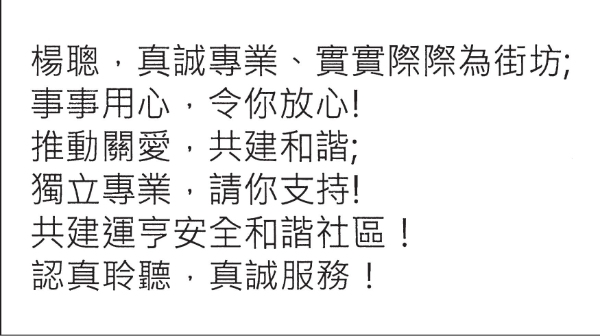 楊聰，真誠專業、實實際際為街坊;
事事用心，令你放心!
推動關愛，共建和諧;
獨立專業，請你支持!
共建運亨安全和諧社區！
認真聆聽，真誠服務！